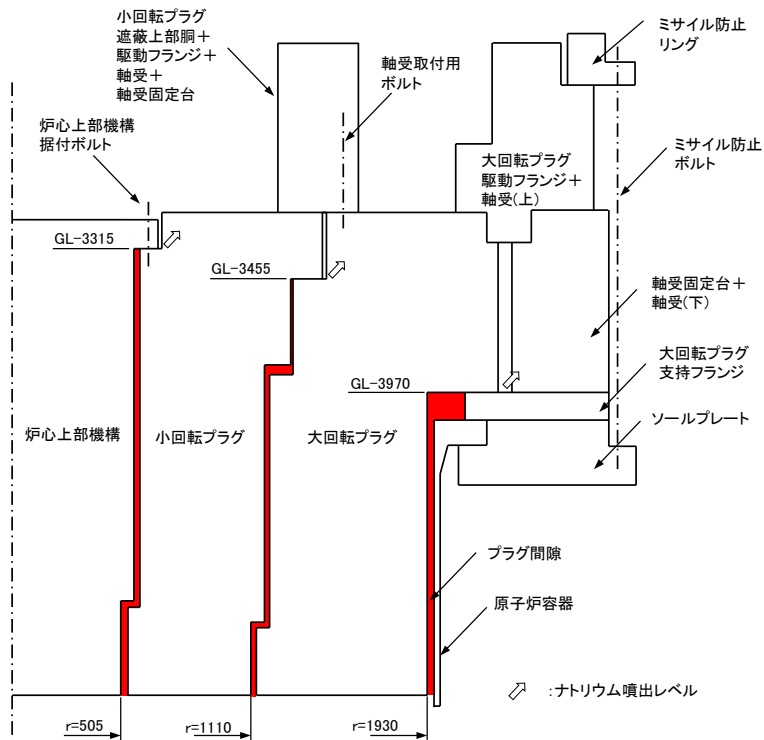 小回転プラグ
遮蔽上部胴＋
駆動フランジ＋
軸受＋
軸受固定台
軸受取付用
ボルト
ミサイル防止
リング
炉心上部機構
据付ボルト
大回転プラグ
駆動フランジ＋
軸受(上)
ミサイル防止
ボルト
GL-3315
GL-3455
軸受固定台＋
軸受(下)
大回転プラグ
支持フランジ
GL-3970
ソールプレート
炉心上部機構
小回転プラグ
大回転プラグ
プラグ間隙
原子炉容器
:ナトリウム噴出レベル
r=505
r=1110
r=1930